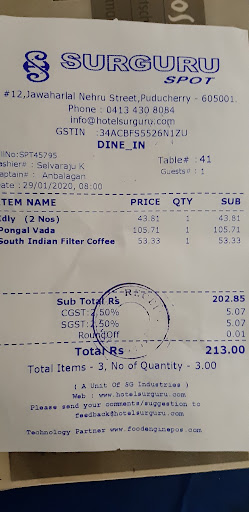 SURGURU
SPOT
#12,Jawaharlal Nehru Street,Puducherry - 605001.
Phone : 0413 430 8084
info@hotelsurguru.com
GSTIN :34ACBFS5526N1ZU
DINE_IN
llNo:SPT45795
ashier# : Selvaraju K Table# : 41
aptain# : Anbalagan Guests# : 1
ate : 29/01/2020, 08:00
ITEM NAME PRICE QTY SUB
Idly (2 Nos) 43.81 1 43.81
Pongal Vada 105.71 1 105.71
South Indian Filter Coffee 53.33 1 53.33
Sub Total Rs 202.85
CGST:2.50% 5.07
SGST:2.50% 5.07
RoundOff 0.01
Total Rs 213.00
Total Items - 3, No of Quantity - 3.00
( A Unit Of SG Industries )
Web : www.hotelsurguru.com
Please send your comments/suggestion to
feedback@hotelsurguru.com
Technology Partner www.foodenginepos.com